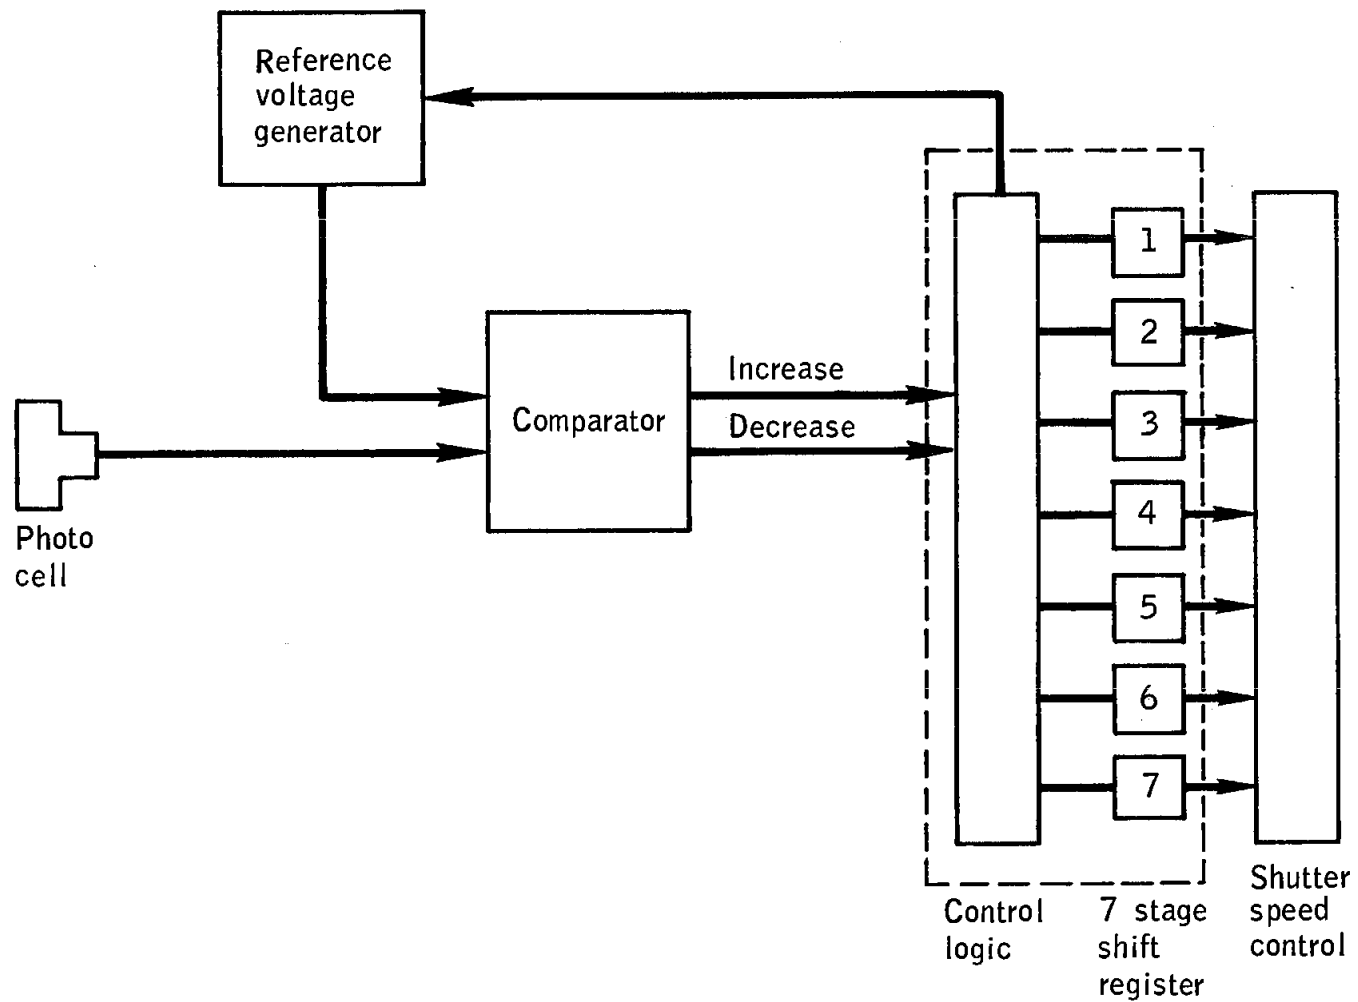 Reference
voltage
generator
1
2
3
4
5
6
7
Increase
Comparator
Decrease
Photo
cell
Control
logic
7 stage
shift
register
Shutter
speed
control